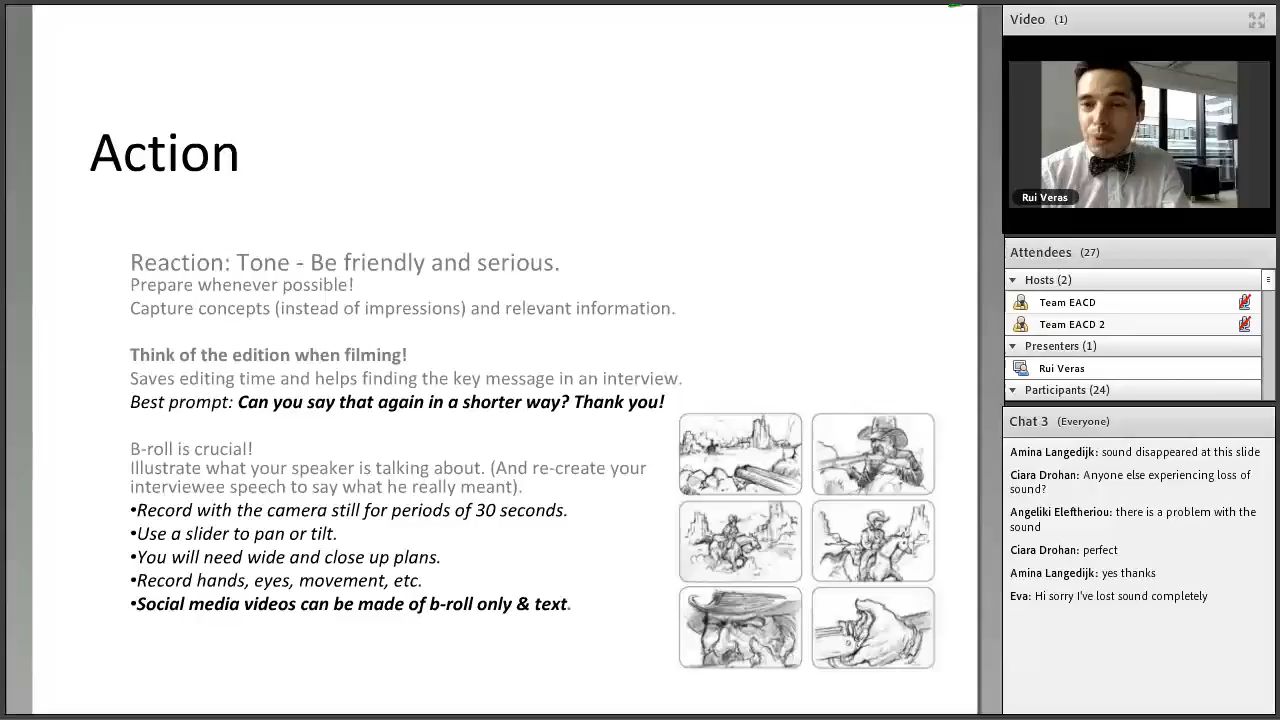 Action
Reaction: Tone - Be friendly and serious.
Prepare whenever possible!
Capture concepts (instead of impressions) and relevant information.
Think of the edition when filming!
Saves editing time and helps finding the key message in an interview.
Best prompt: Can you say that again in a shorter way? Thank you!
B-roll is crucial!
Illustrate what your speaker is talking about. (And re-create your
interviewee speech to say what he really meant).
•Record with the camera still for periods of 30 seconds.
•Use a slider to pan or tilt.
•You will need wide and close up plans.
•Record hands, eyes, movement, etc.
•Social media videos can be made of b-roll only & text.
Video (1)
Rui Veras
Attendees (27)
Hosts (2)
Team EACD
Team EACD 2
Presenters (1)
Rui Veras
Participants (24)
Chat 3 (Everyone)
Amina Langedijk: sound disappeared at this slide
Ciara Drohan: Anyone else experiencing loss of
sound?
Angeliki Eleftheriou: there is a problem with the
sound
Ciara Drohan: perfect
Amina Langedijk: yes thanks
Eva: Hi sorry I've lost sound completely